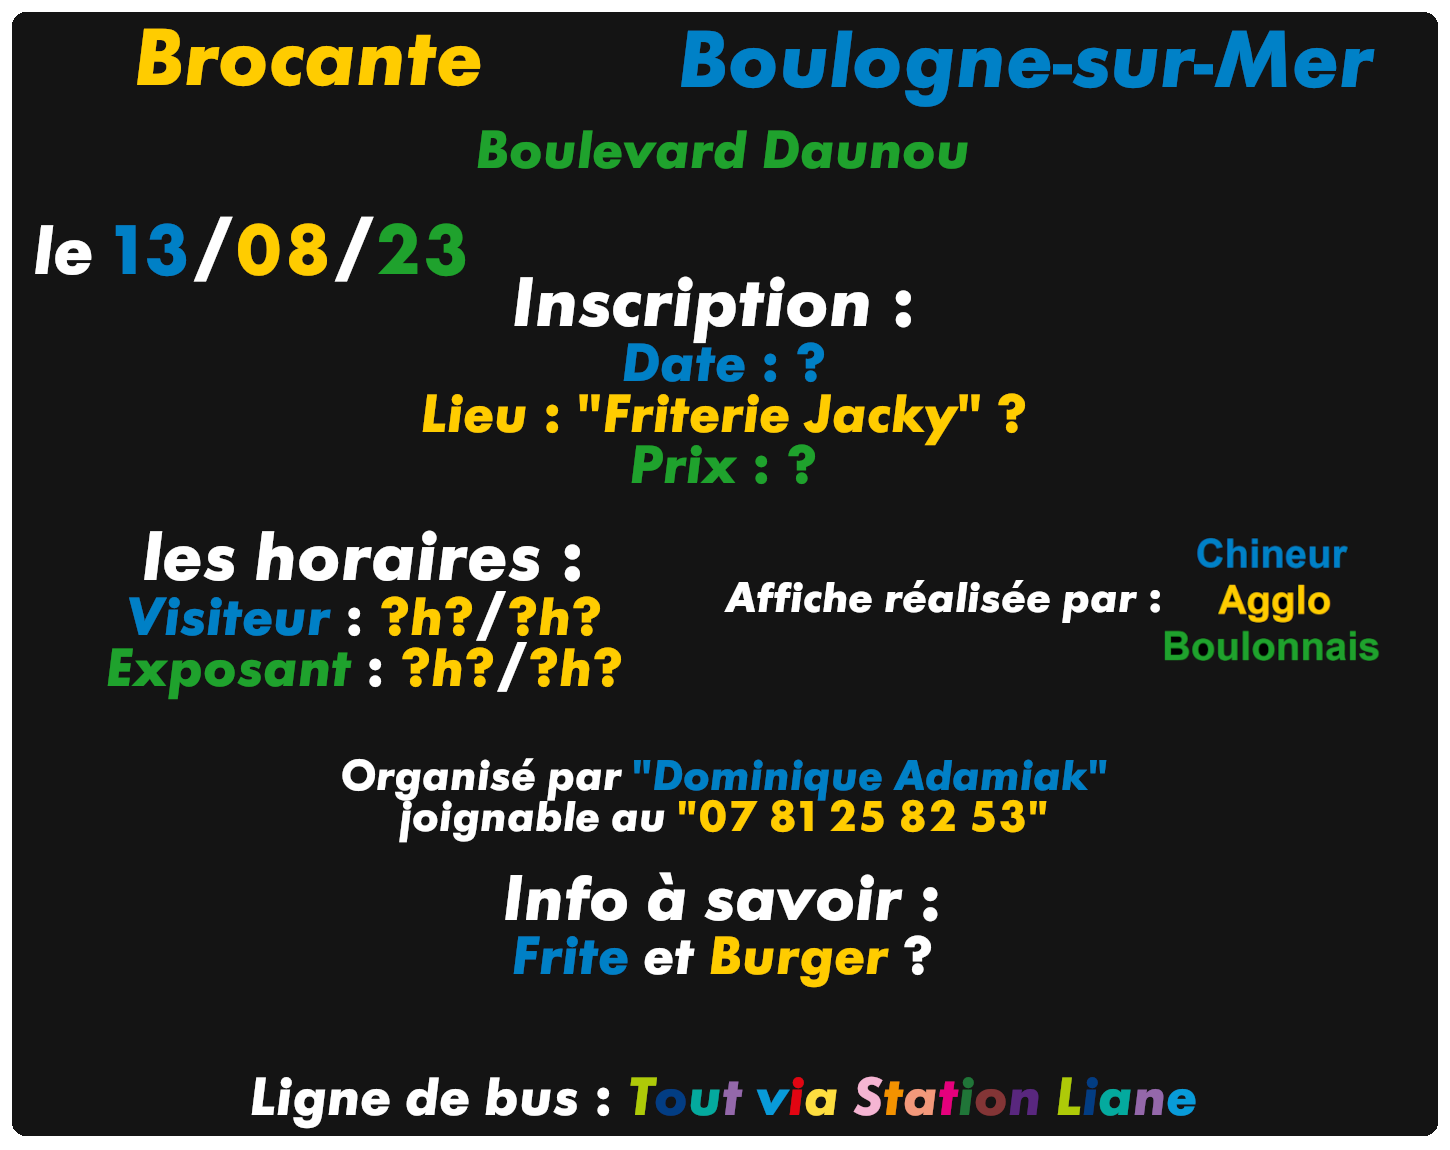 Brocante Boulogne-sur-Mer
Boulevard Daunou
le 13/08/23
Inscription :
Date : ?
Lieu : "Friterie Jacky" ?
Prix : ?
les horaires :
Visiteur : ?h?/?h?
Exposant : ?h?/?h?
Affiche réalisée par :
Chineur
Agglo
Boulonnais
Organisé par "Dominique Adamiak"
joignable au "07 81 25 82 53"
Info à savoir :
Frite et Burger ?
Ligne de bus : Tout via Station Liane